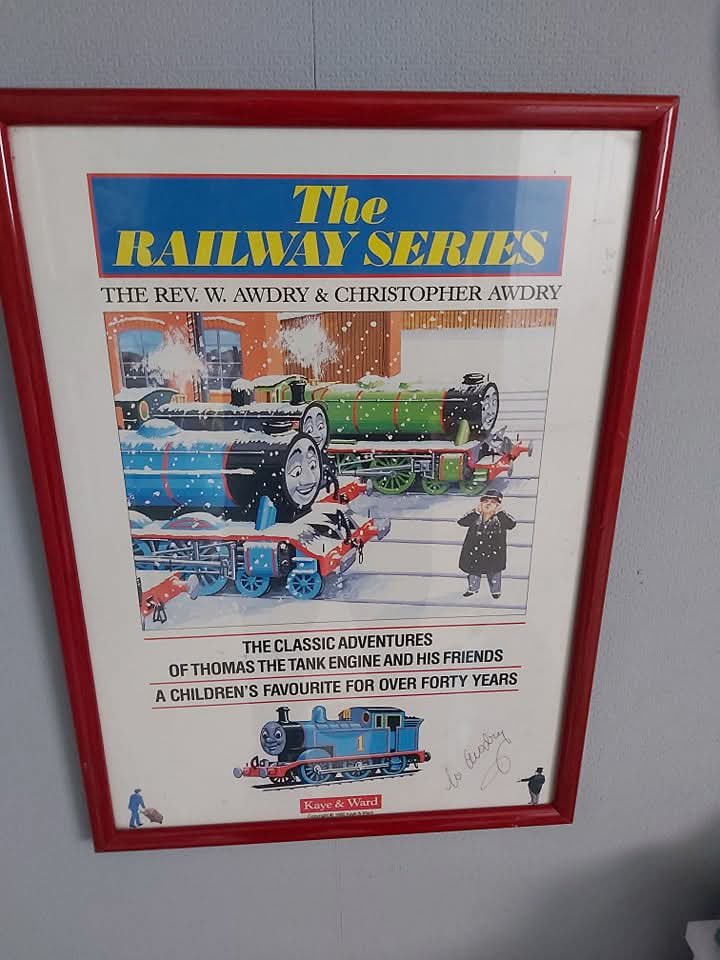 The
RAILWAY SERIES
THE REV. W. AWDRY & CHRISTOPHER AWDRY
THE CLASSIC ADVENTURES
OF THOMAS THE TANK ENGINE AND HIS FRIENDS
A CHILDREN'S FAVOURITE FOR OVER FORTY YEARS
1
Awdry
Kaye & Ward